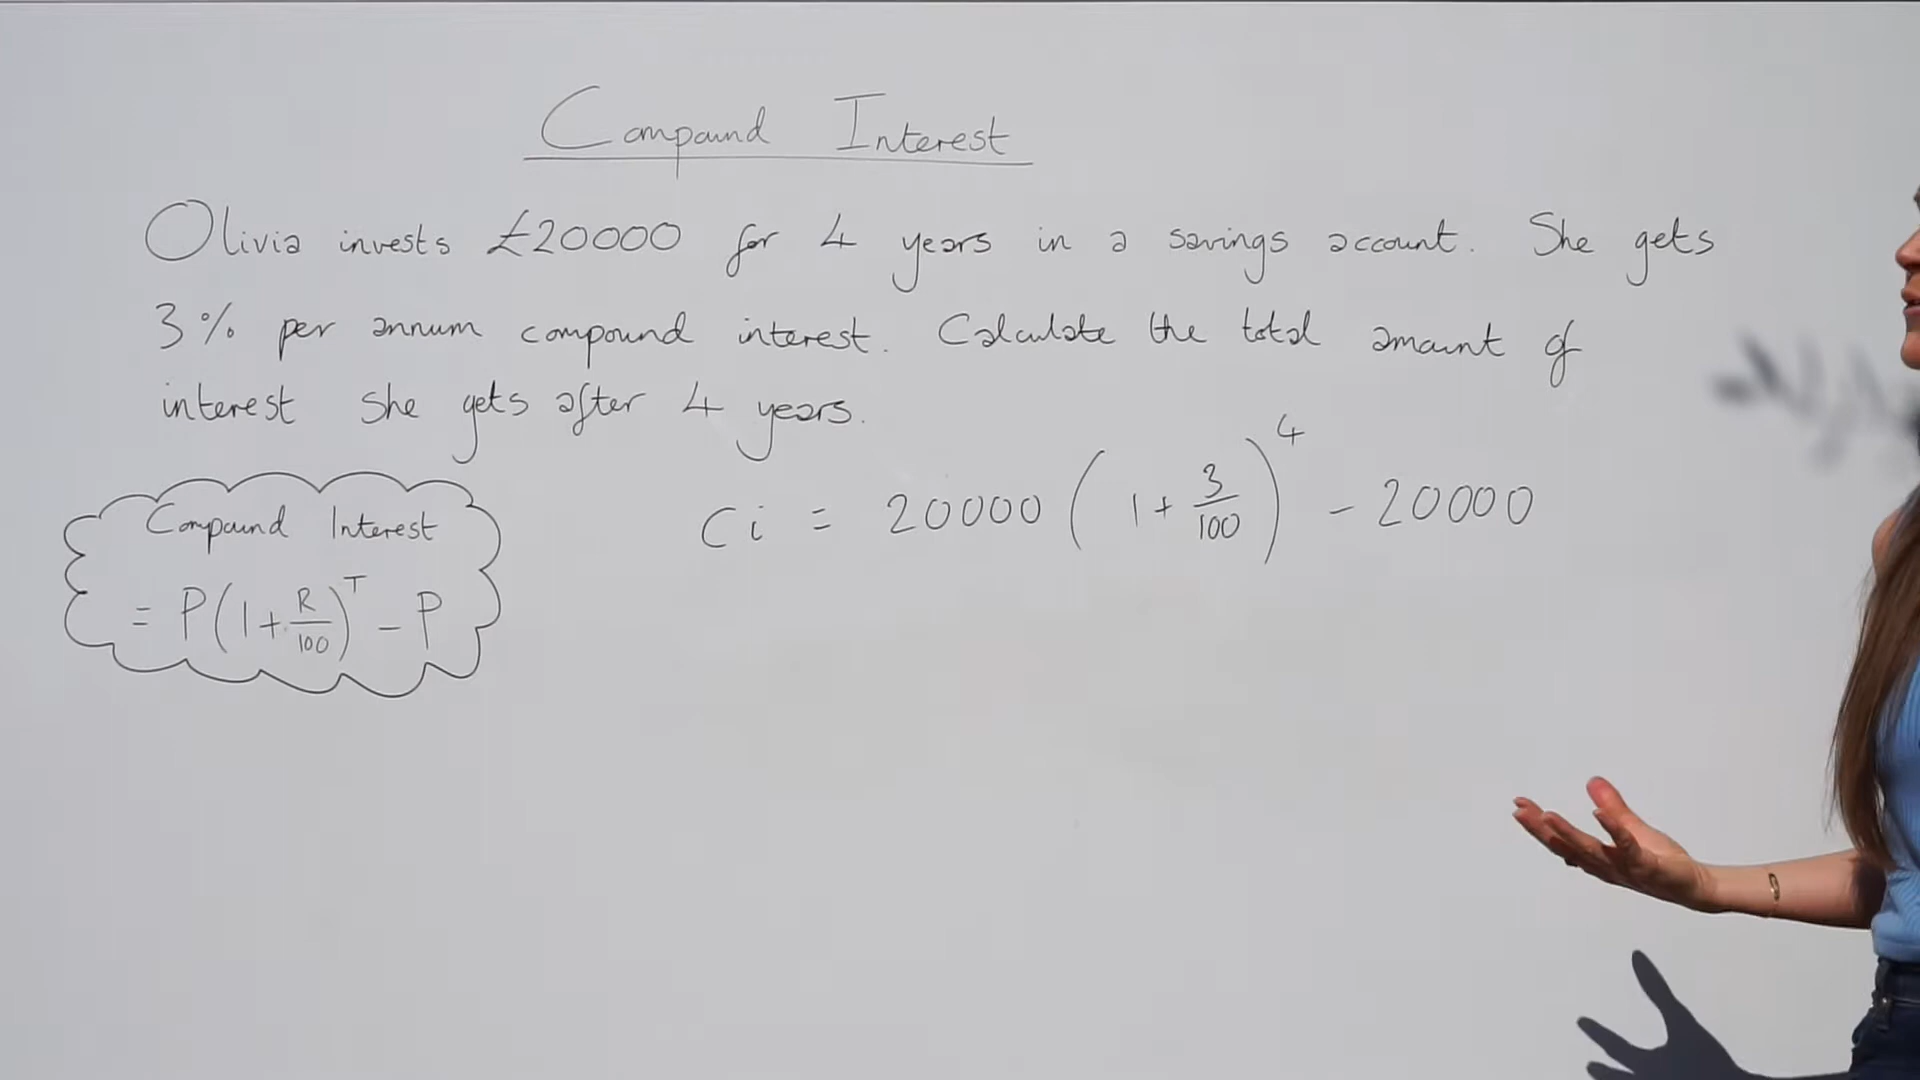 Compound Interest
Olivia invests £20000 for 4 years in a savings account. She gets
3% per annum compound interest. Calculate the total amount of
interest she gets after 4 years.
Ci = 20000 (1 + 3/100)^4 - 20000
Compound Interest
= P(1 + R/100)^T - P